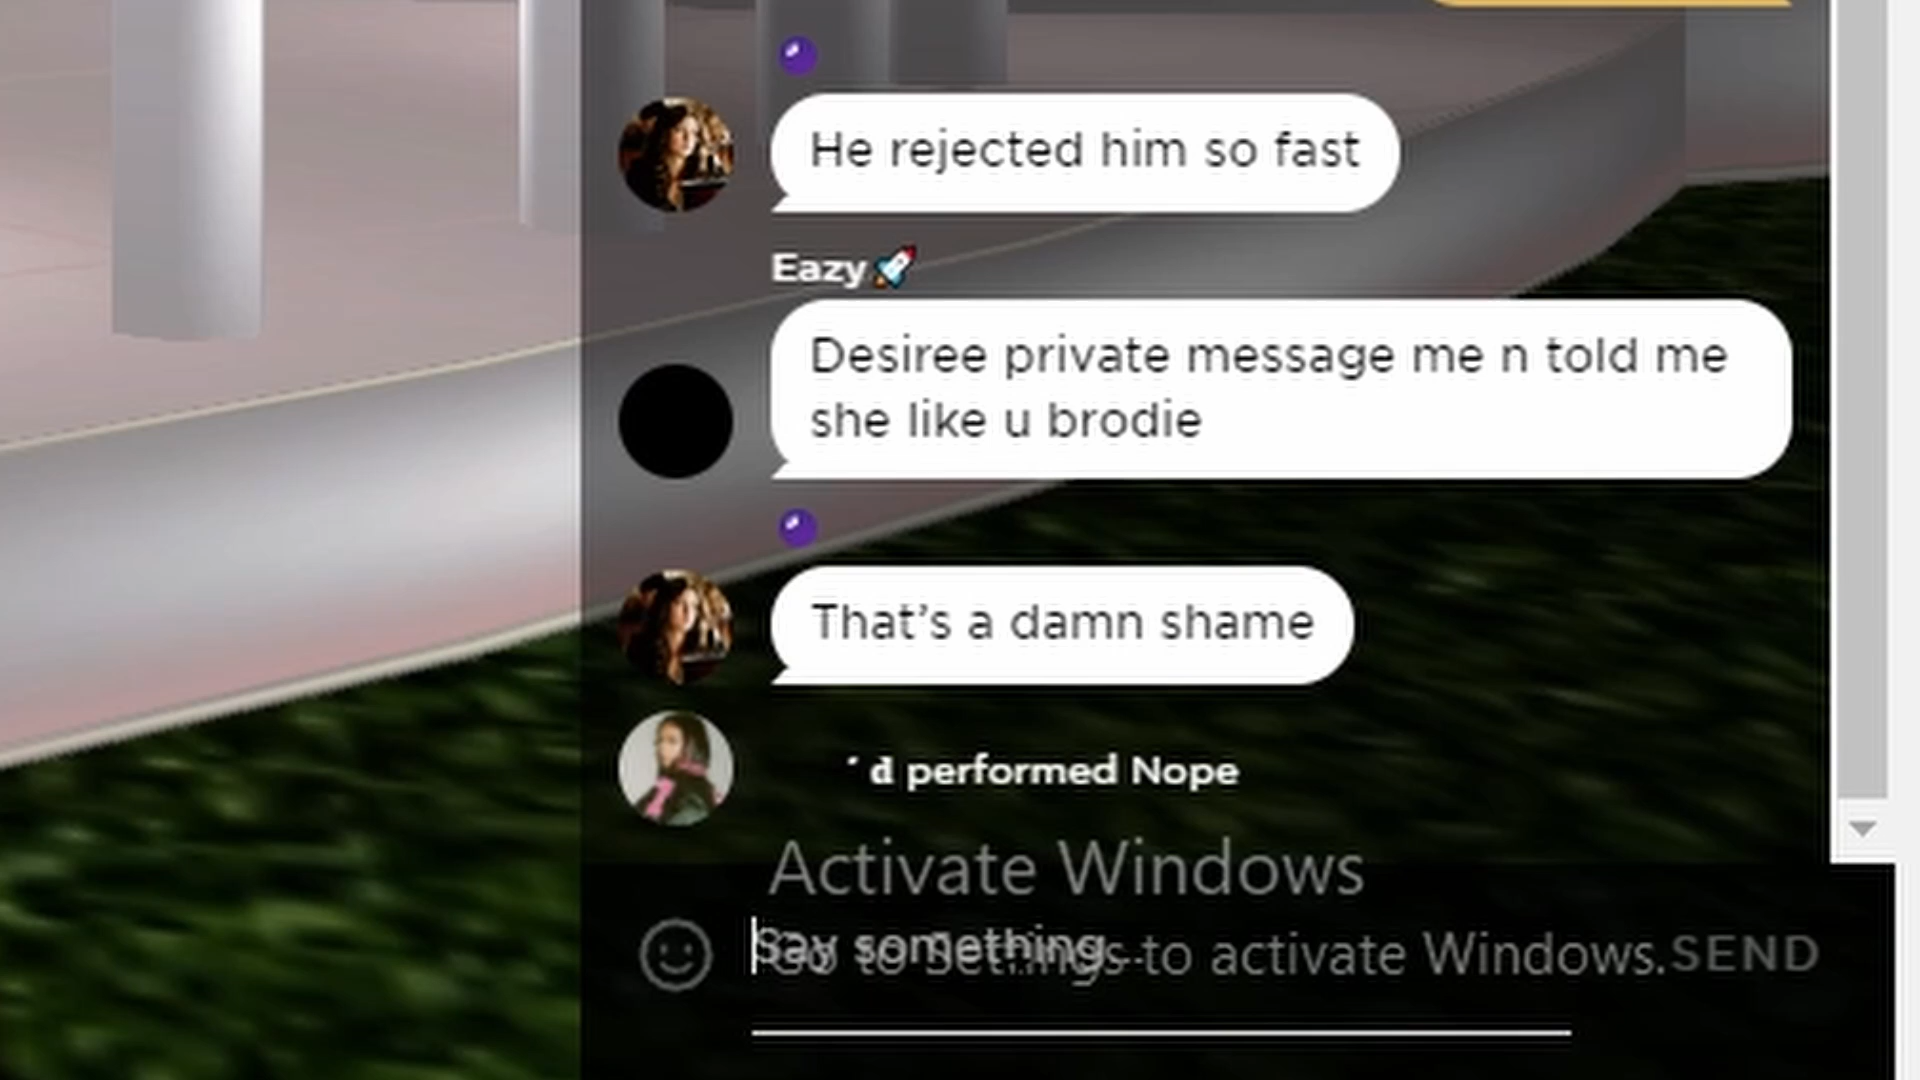 He rejected him so fast
Eazy🚀
Desiree private message me n told me
she like u brodie
That’s a damn shame
d performed Nope
Activate Windows
Say something...
Go to Settings to activate Windows.
SEND